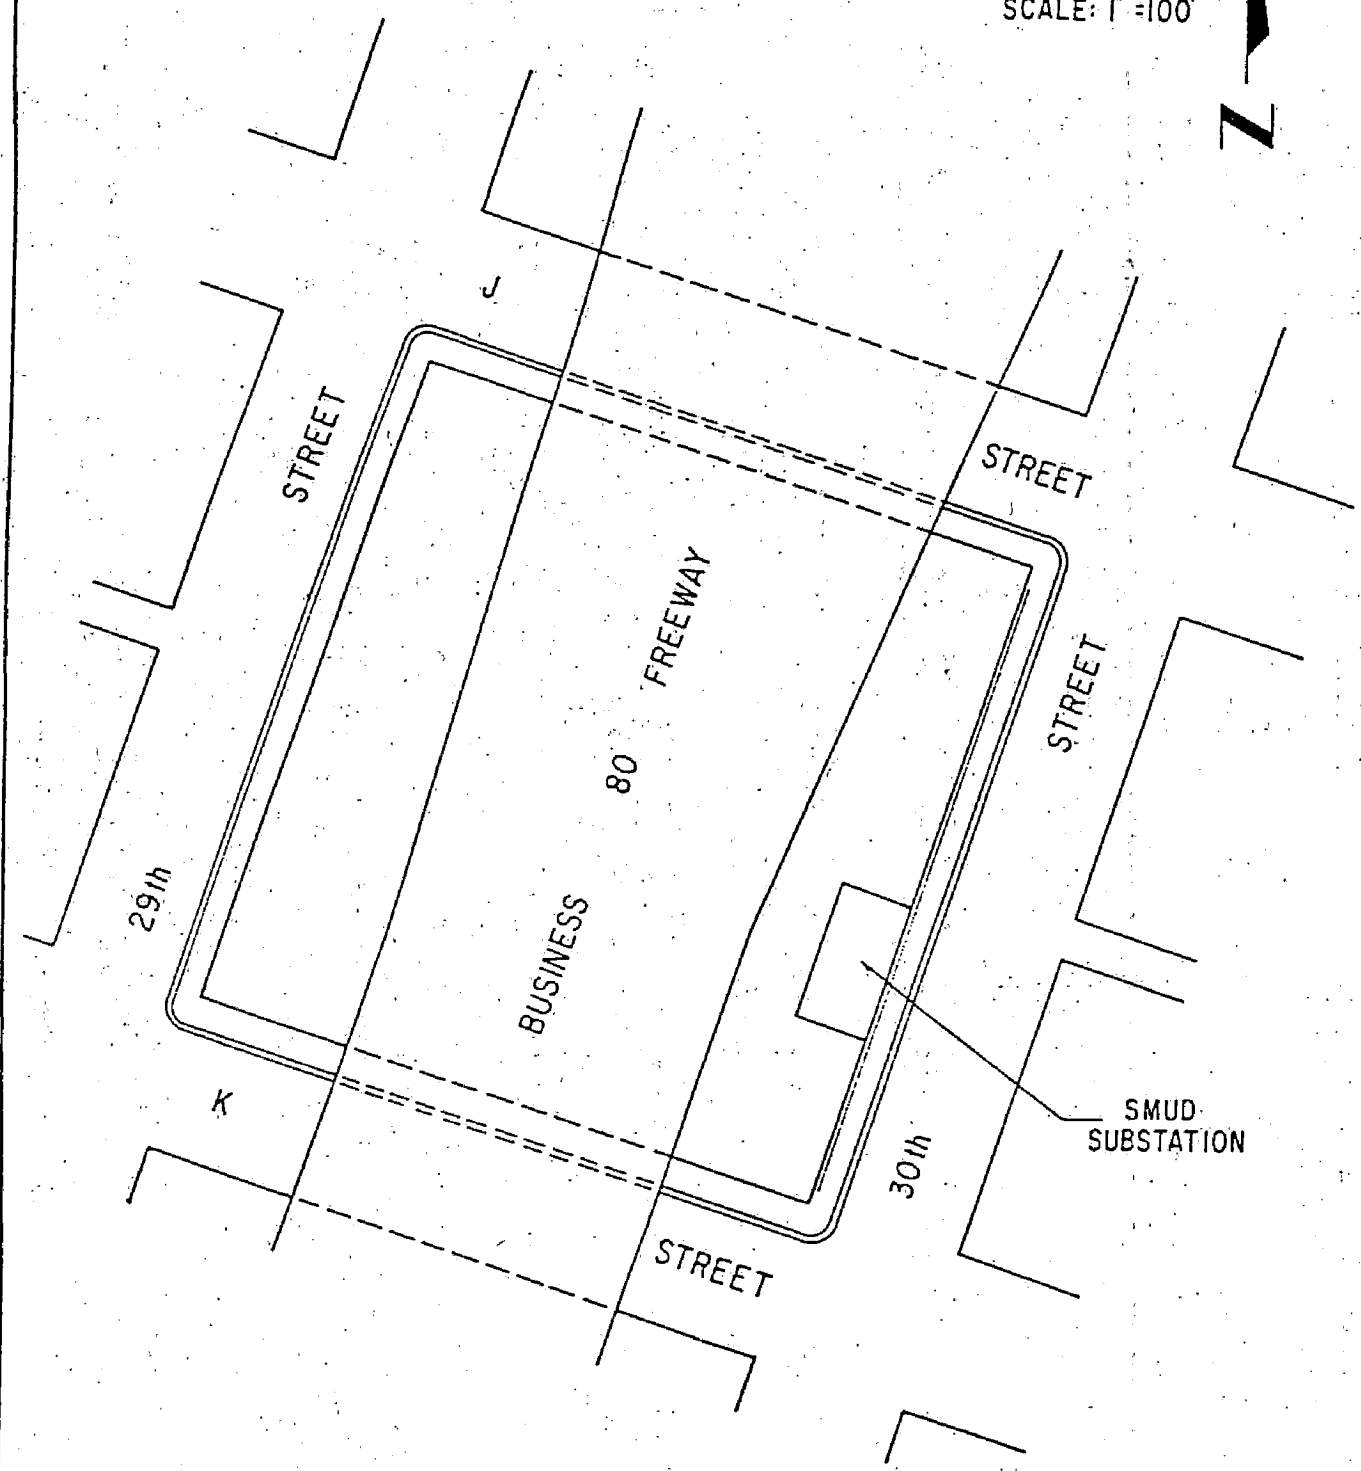 SCALE: 1" =100'
Z
J
STREET
STREET
FREEWAY
STREET
80
29th
BUSINESS
K
SMUD
SUBSTATION
30th
STREET